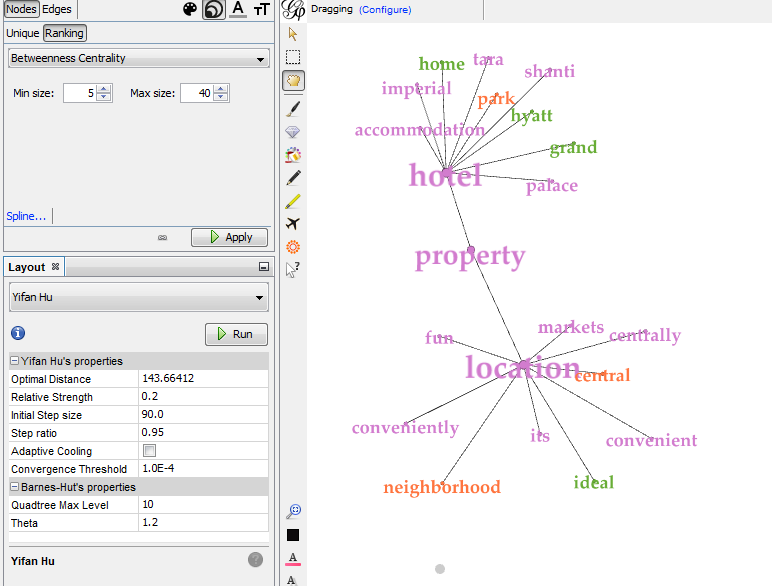 Nodes Edges A TT
Dragging (Configure)
Unique Ranking
Betweenness Centrality
Min size: 5 Max size: 40
Spline...
Apply
Layout
Yifan Hu
Run
Yifan Hu's properties
Optimal Distance 143.66412
Relative Strength 0.2
Initial Step size 90.0
Step ratio 0.95
Adaptive Cooling
Convergence Threshold 1.0E-4
Barnes-Hut's properties
Quadtree Max Level 10
Theta 1.2
Yifan Hu
?
A
A
home tara
shanti
imperial
park
hyatt
accommodation
grand
hotel
palace
property
fun markets centrally
location
central
conveniently
its convenient
neighborhood ideal